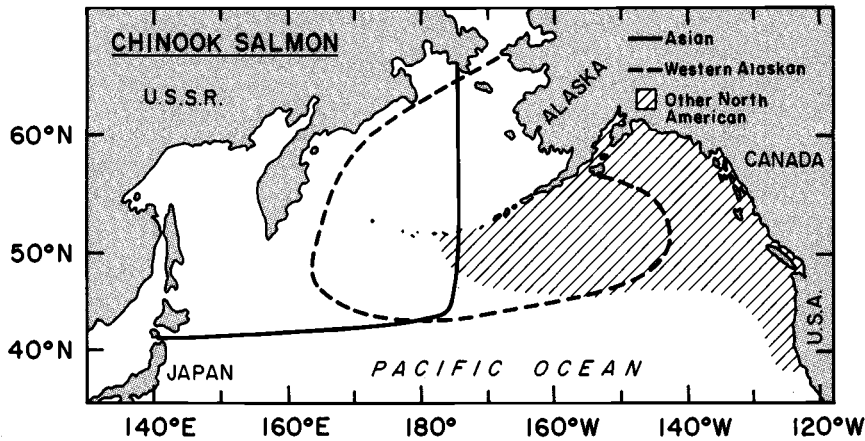 CHINOOK SALMON
U.S.S.R.
ALASKA
Asian
Western Alaskan
Other North
American
CANADA
U.S.A.
JAPAN
PACIFIC OCEAN
60°N
50°N
40°N
140°E
160°E
180°
160°W
140°W
120°W